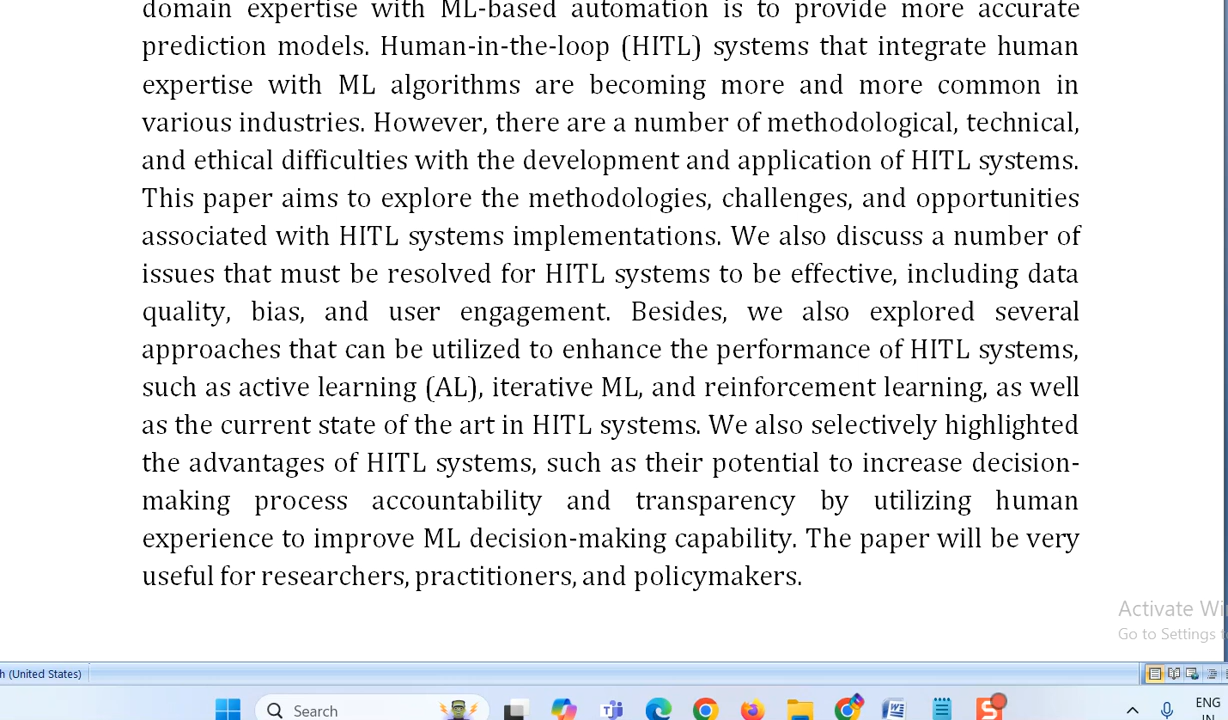 domain expertise with ML-based automation is to provide more accurate
prediction models. Human-in-the-loop (HITL) systems that integrate human
expertise with ML algorithms are becoming more and more common in
various industries. However, there are a number of methodological, technical,
and ethical difficulties with the development and application of HITL systems.
This paper aims to explore the methodologies, challenges, and opportunities
associated with HITL systems implementations. We also discuss a number of
issues that must be resolved for HITL systems to be effective, including data
quality, bias, and user engagement. Besides, we also explored several
approaches that can be utilized to enhance the performance of HITL systems,
such as active learning (AL), iterative ML, and reinforcement learning, as well
as the current state of the art in HITL systems. We also selectively highlighted
the advantages of HITL systems, such as their potential to increase decision-
making process accountability and transparency by utilizing human
experience to improve ML decision-making capability. The paper will be very
useful for researchers, practitioners, and policymakers.
Activate Wi
Go to Settings
h (United States)
Search
ENG
IN